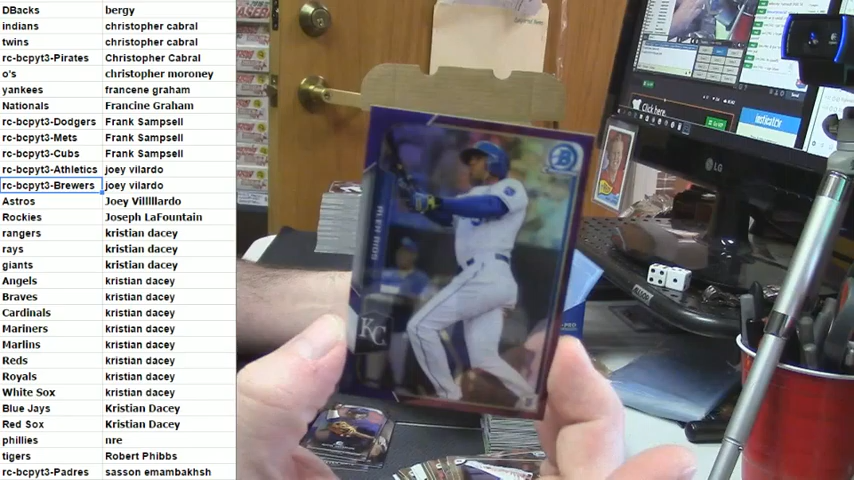 DBacks bergy
indians christopher cabral
twins christopher cabral
rc-bcpyt3-Pirates Christopher Cabral
o's christopher moroney
yankees francene graham
Nationals Francine Graham
rc-bcpyt3-Dodgers Frank Sampsell
rc-bcpyt3-Mets Frank Sampsell
rc-bcpyt3-Cubs Frank Sampsell
rc-bcpyt3-Athletics joey vilardo
rc-bcpyt3-Brewers joey vilardo
Astros Joey Villlllardo
Rockies Joseph LaFountain
rangers kristian dacey
rays kristian dacey
giants kristian dacey
Angels kristian dacey
Braves kristian dacey
Cardinals kristian dacey
Mariners kristian dacey
Marlins kristian dacey
Reds kristian dacey
Royals kristian dacey
White Sox kristian dacey
Blue Jays Kristian Dacey
Red Sox Kristian Dacey
phillies nre
tigers Robert Phibbs
rc-bcpyt3-Padres sasson emambakhsh
B
KC
Click here
LG